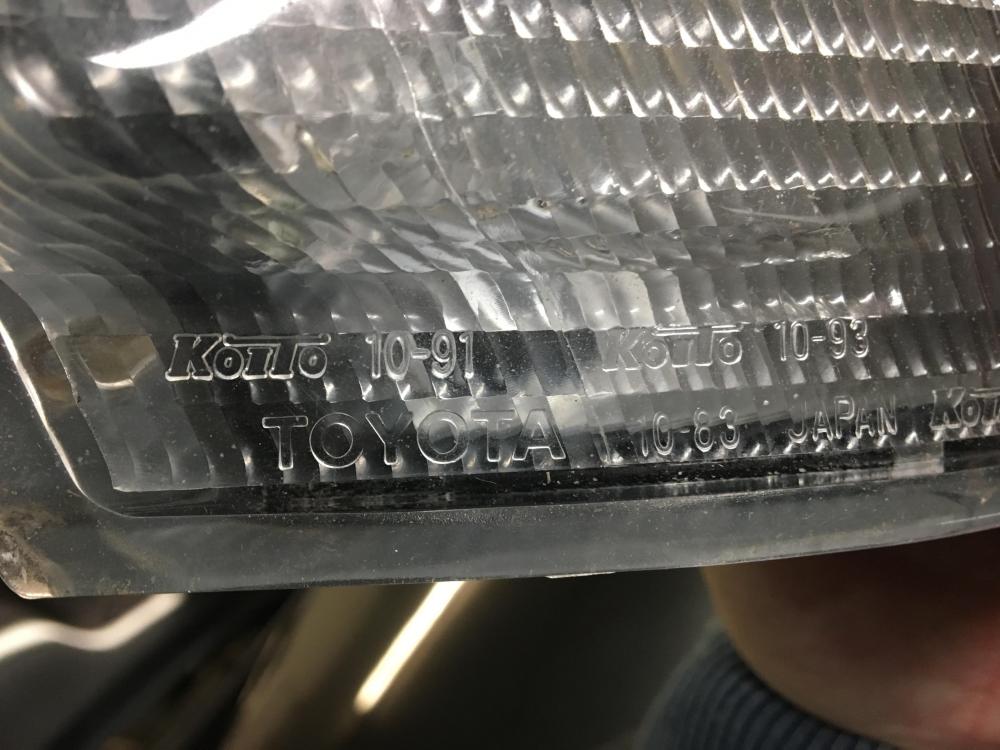 KOITO 10-91 KOITO 10-93
TOYOTA 10-83 JAPAN